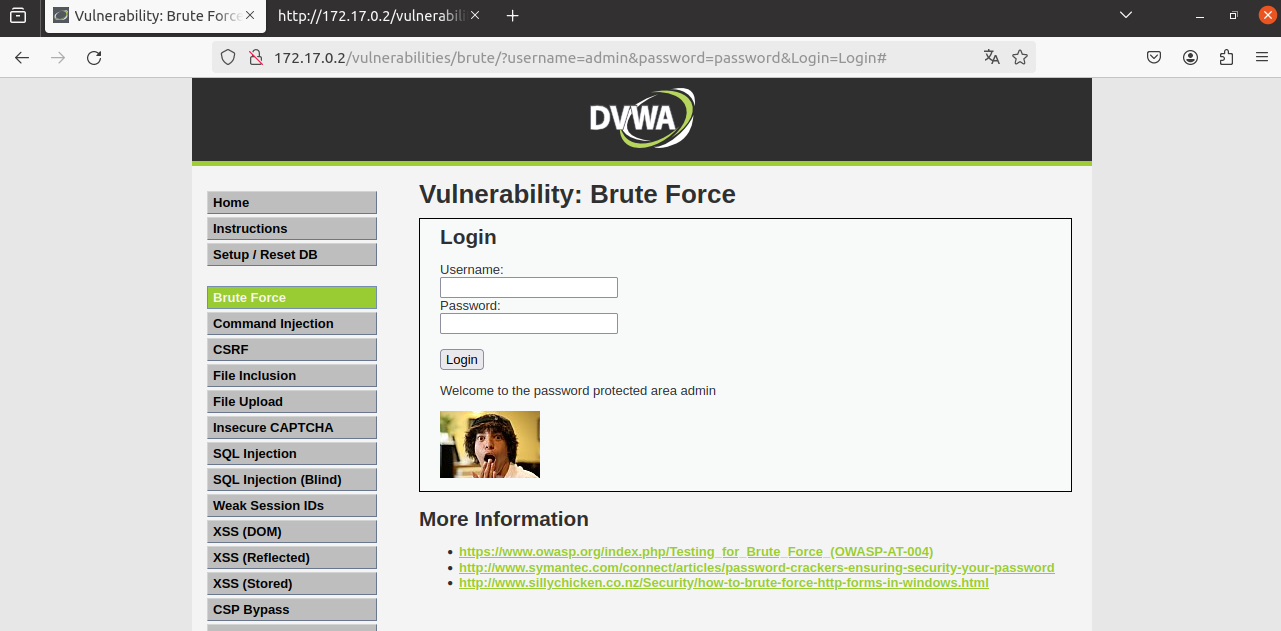 Vulnerability: Brute Forc
http://172.17.0.2/vulnerabili
172.17.0.2/vulnerabilities/brute/?username=admin&password=password&Login=Login#
DVWA
Vulnerability: Brute Force
Home
Instructions
Setup / Reset DB
Brute Force
Command Injection
CSRF
File Inclusion
File Upload
Insecure CAPTCHA
SQL Injection
SQL Injection (Blind)
Weak Session IDs
XSS (DOM)
XSS (Reflected)
XSS (Stored)
CSP Bypass
Login
Username:
Password:
Login
Welcome to the password protected area admin
More Information
• https://www.owasp.org/index.php/Testing_for_Brute_Force_(OWASP-AT-004)
• http://www.symantec.com/connect/articles/password-crackers-ensuring-security-your-password
• http://www.sillychicken.co.nz/Security/how-to-brute-force-http-forms-in-windows.html